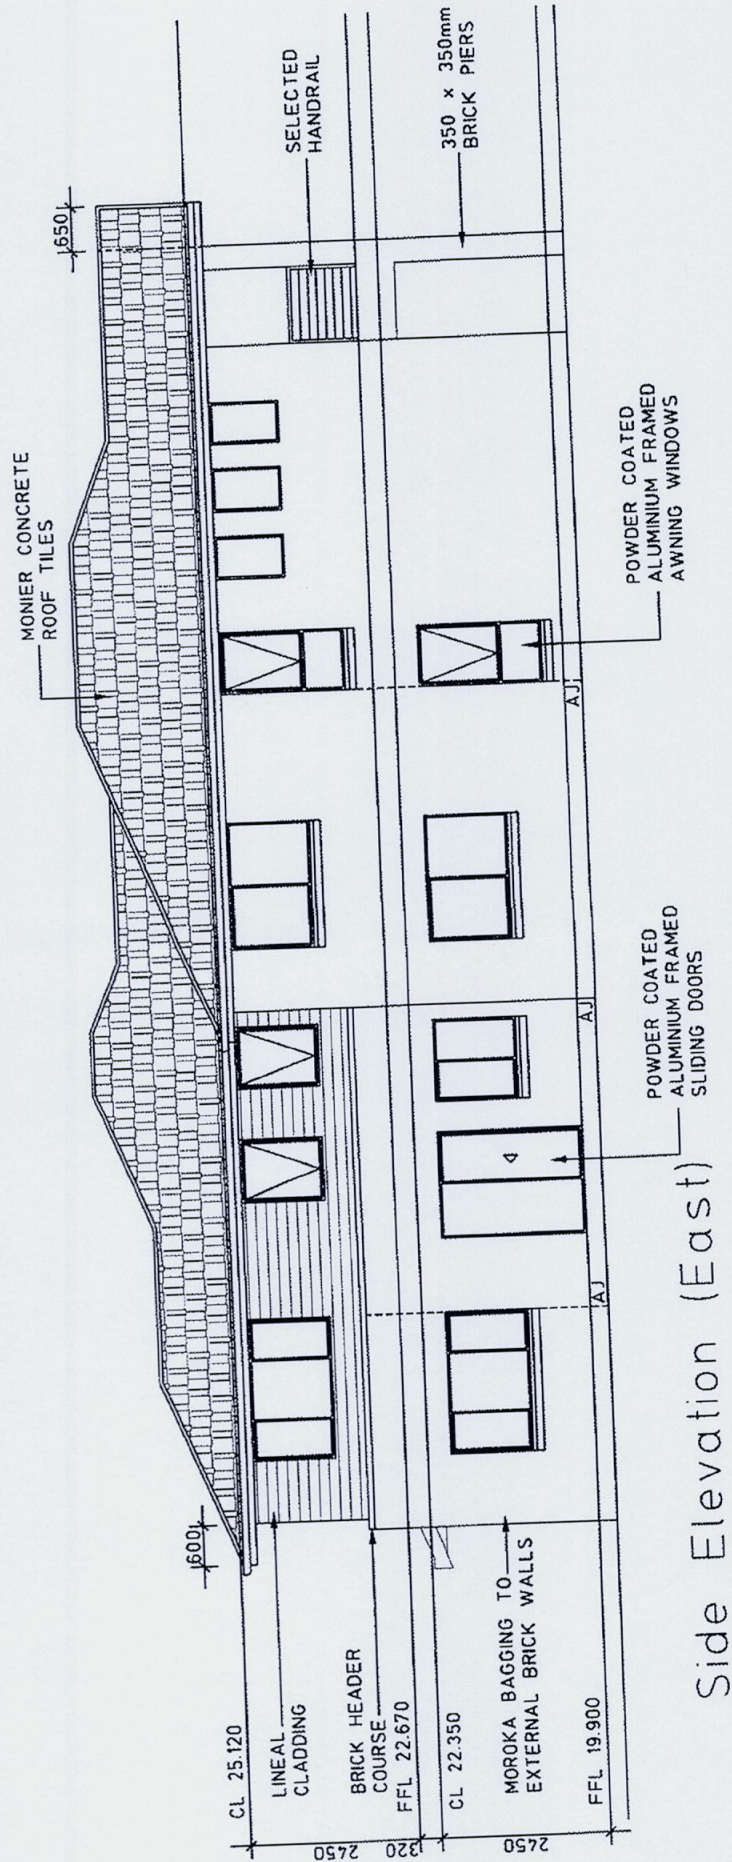 MONIER CONCRETE
ROOF TILES
650
SELECTED
HANDRAIL
350 x 350mm
BRICK PIERS
600
CL 25.120
LINEAL
CLADDING
BRICK HEADER
COURSE
FFL 22.670
CL 22.350
MOROKA BAGGING TO
EXTERNAL BRICK WALLS
FFL 19.900
2450
320
2450
AJ
AJ
AJ
POWDER COATED
ALUMINIUM FRAMED
SLIDING DOORS
POWDER COATED
ALUMINIUM FRAMED
AWNING WINDOWS
Side Elevation (East)